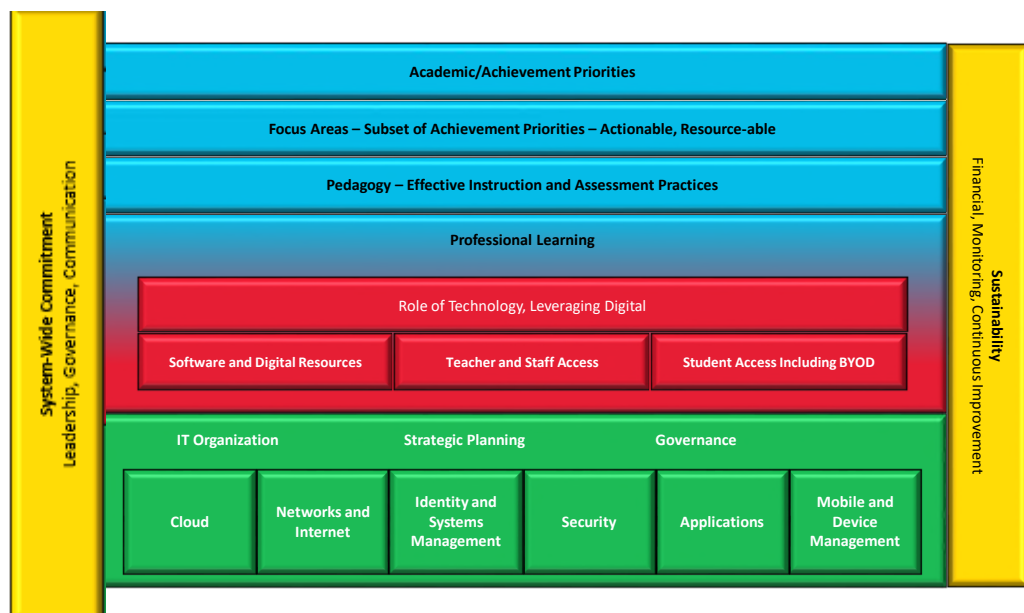 System-Wide Commitment
Leadership, Governance, Communication
Academic/Achievement Priorities
Focus Areas – Subset of Achievement Priorities – Actionable, Resource-able
Pedagogy – Effective Instruction and Assessment Practices
Professional Learning
Role of Technology, Leveraging Digital
Software and Digital Resources
Teacher and Staff Access
Student Access Including BYOD
IT Organization
Strategic Planning
Governance
Cloud
Networks and
Internet
Identity and
Systems
Management
Security
Applications
Mobile and
Device
Management
Sustainability
Financial, Monitoring, Continuous Improvement